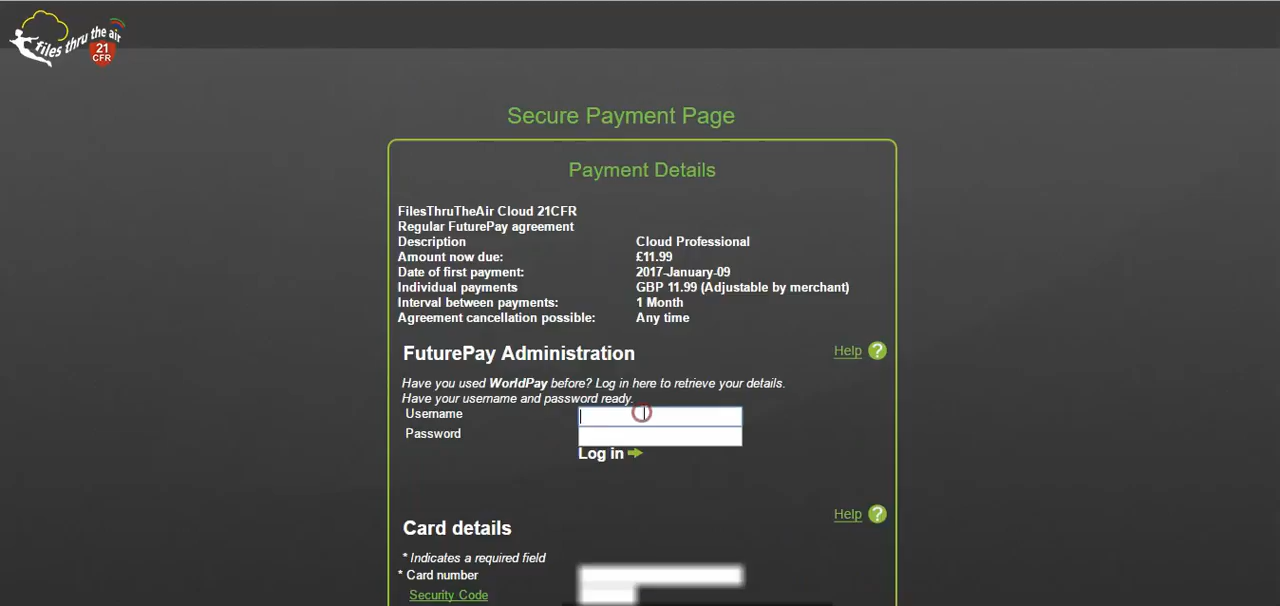 files thru the air
21
CFR
Secure Payment Page
Payment Details
FilesThruTheAir Cloud 21CFR
Regular FuturePay agreement
Description Cloud Professional
Amount now due: £11.99
Date of first payment: 2017-January-09
Individual payments GBP 11.99 (Adjustable by merchant)
Interval between payments: 1 Month
Agreement cancellation possible: Any time
FuturePay Administration Help ?
Have you used WorldPay before? Log in here to retrieve your details.
Have your username and password ready.
Username
Password
Log in
Help ?
Card details
* Indicates a required field
* Card number
Security Code